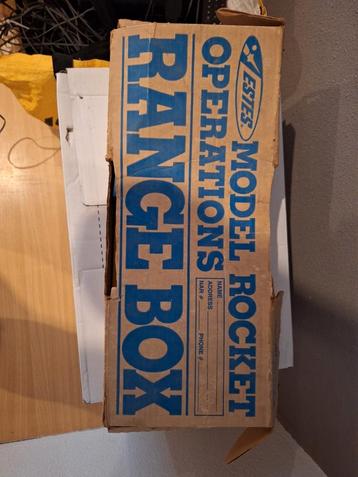 ESTES
MODEL ROCKET
OPERATIONS
NAME
ADDRESS
NAR #
PHONE #
RANGE BOX